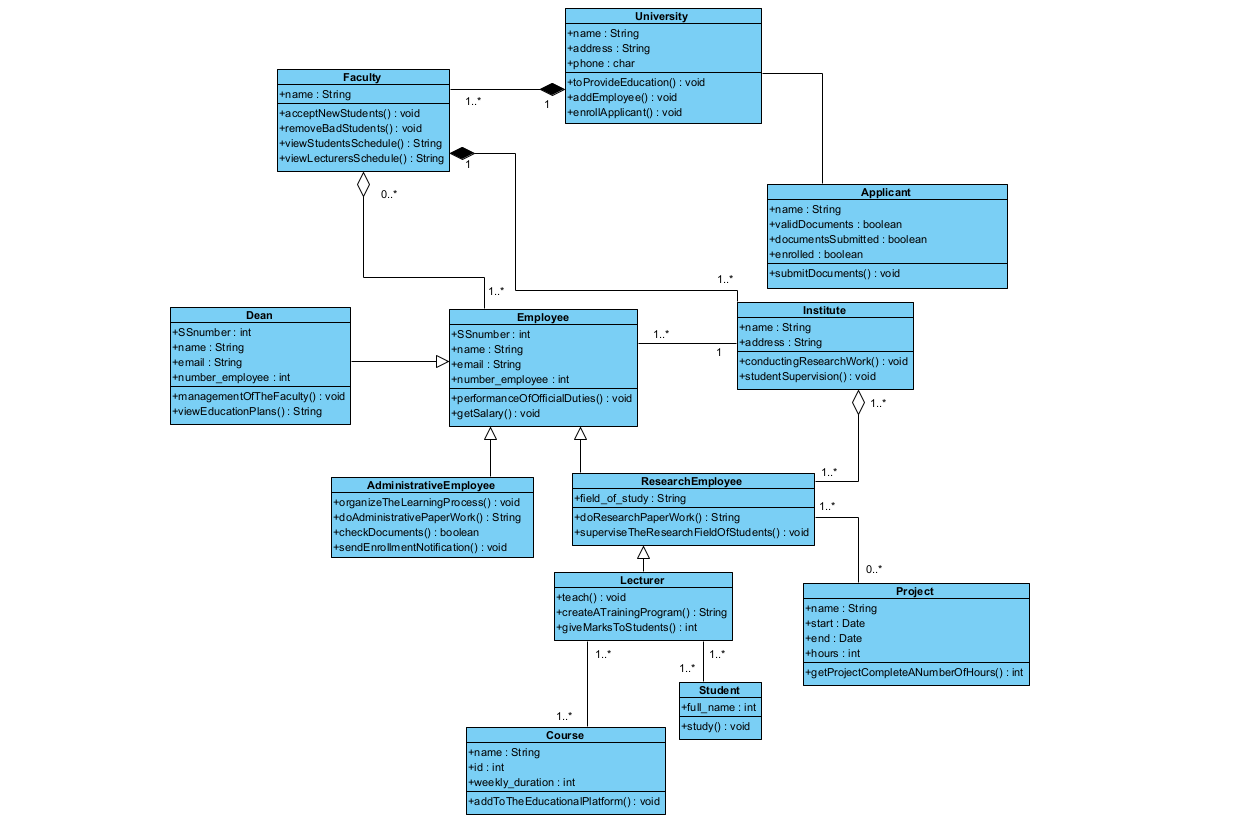 University
+name : String
+address : String
+phone : char
+toProvideEducation() : void
+addEmployee() : void
+enrollApplicant() : void
Faculty
+name : String
+acceptNewStudents() : void
+removeBadStudents() : void
+viewStudentsSchedule() : String
+viewLecturersSchedule() : String
1..*
1
1
0..*
Applicant
+name : String
+validDocuments : boolean
+documentsSubmitted : boolean
+enrolled : boolean
+submitDocuments() : void
1..*
1..*
Dean
+SSnumber : int
+name : String
+email : String
+number_employee : int
+managementOfTheFaculty() : void
+viewEducationPlans() : String
Employee
+SSnumber : int
+name : String
+email : String
+number_employee : int
+performanceOfOfficialDuties() : void
+getSalary() : void
1..*
1
Institute
+name : String
+address : String
+conductingResearchWork() : void
+studentSupervision() : void
1..*
1..*
AdministrativeEmployee
+organizeTheLearningProcess() : void
+doAdministrativePaperWork() : String
+checkDocuments() : boolean
+sendEnrollmentNotification() : void
ResearchEmployee
+field_of_study : String
+doResearchPaperWork() : String
+superviseTheResearchFieldOfStudents() : void
1..*
0..*
Lecturer
+teach() : void
+createATrainingProgram() : String
+giveMarksToStudents() : int
Project
+name : String
+start : Date
+end : Date
+hours : int
+getProjectCompleteANumberOfHours() : int
1..*
1..*
1..*
1..*
Student
+full_name : int
+study() : void
Course
+name : String
+id : int
+weekly_duration : int
+addToTheEducationalPlatform() : void